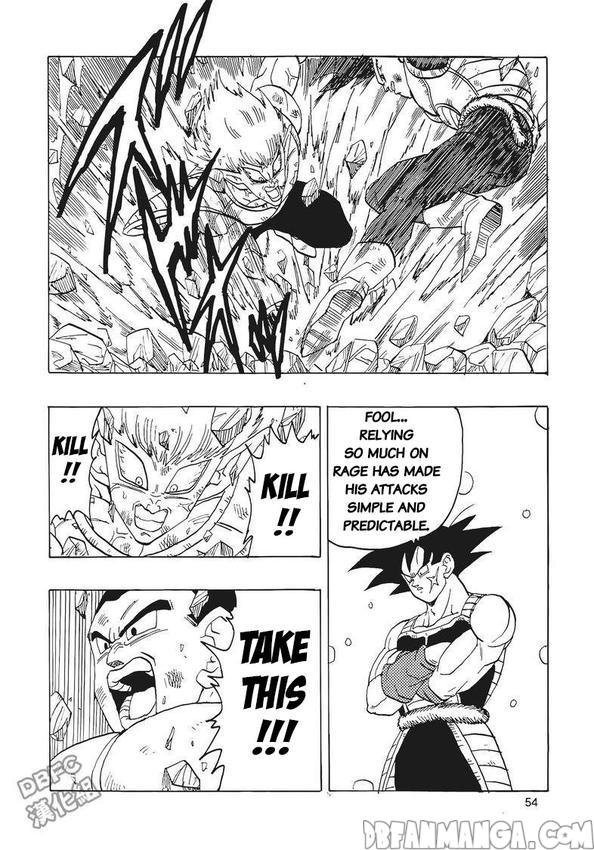 FOOL..
RELYING
SO MUCH ON
RAGE HAS MADE
HIS ATTACKS
SIMPLE AND
PREDICTABLE.
KILL
!!
KILL
!!
TAKE
THIS
!!!
DBFC
漢化組
54
DBFANMANGA.COM